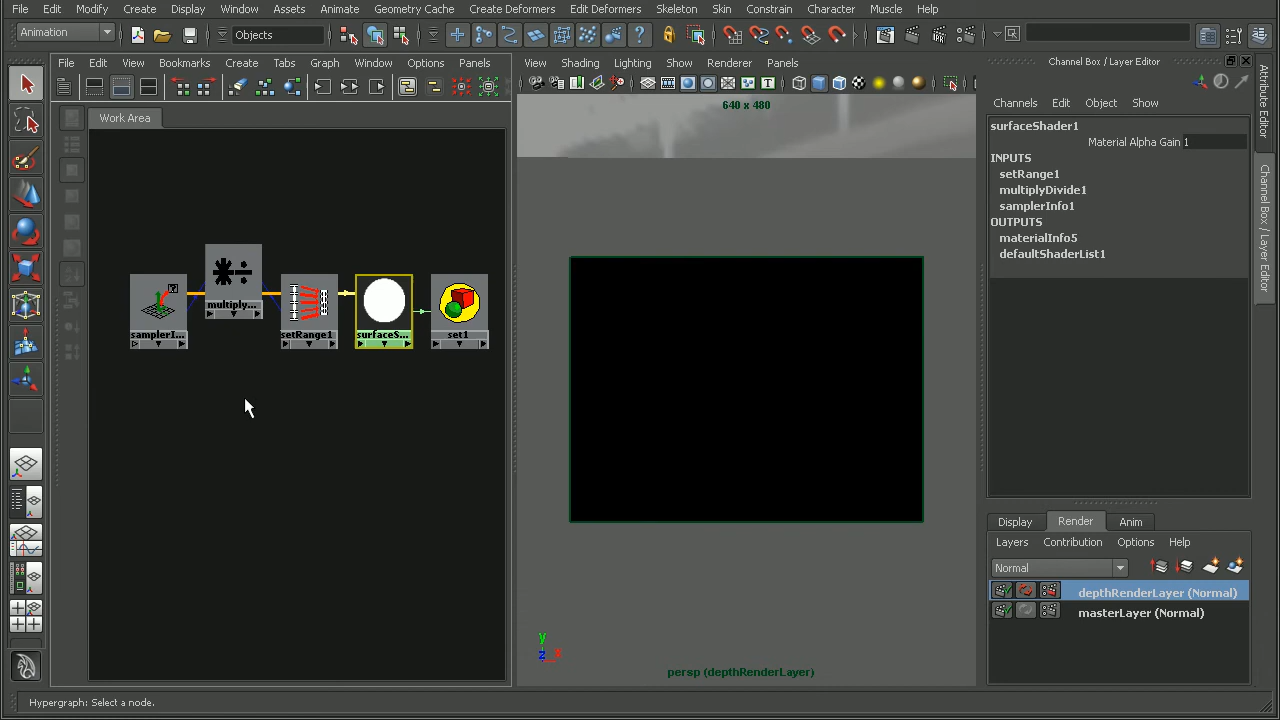 File Edit Modify Create Display Window Assets Animate Geometry Cache Create Deformers Edit Deformers Skeleton Skin Constrain Character Muscle Help
Animation Objects
File Edit View Bookmarks Create Tabs Graph Window Options Panels
View Shading Lighting Show Renderer Panels
Channel Box / Layer Editor
Channels Edit Object Show
Work Area
640 x 480
surfaceShader1
Material Alpha Gain 1
INPUTS
setRange1
multiplyDivide1
samplerInfo1
OUTPUTS
materialInfo5
defaultShaderList1
multiply...
samplerI...
setRange1
surfaceS...
set1
Attribute Editor
Channel Box / Layer Editor
Display Render Anim
Layers Contribution Options Help
Normal
depthRenderLayer (Normal)
masterLayer (Normal)
y
z x
persp (depthRenderLayer)
Hypergraph: Select a node.